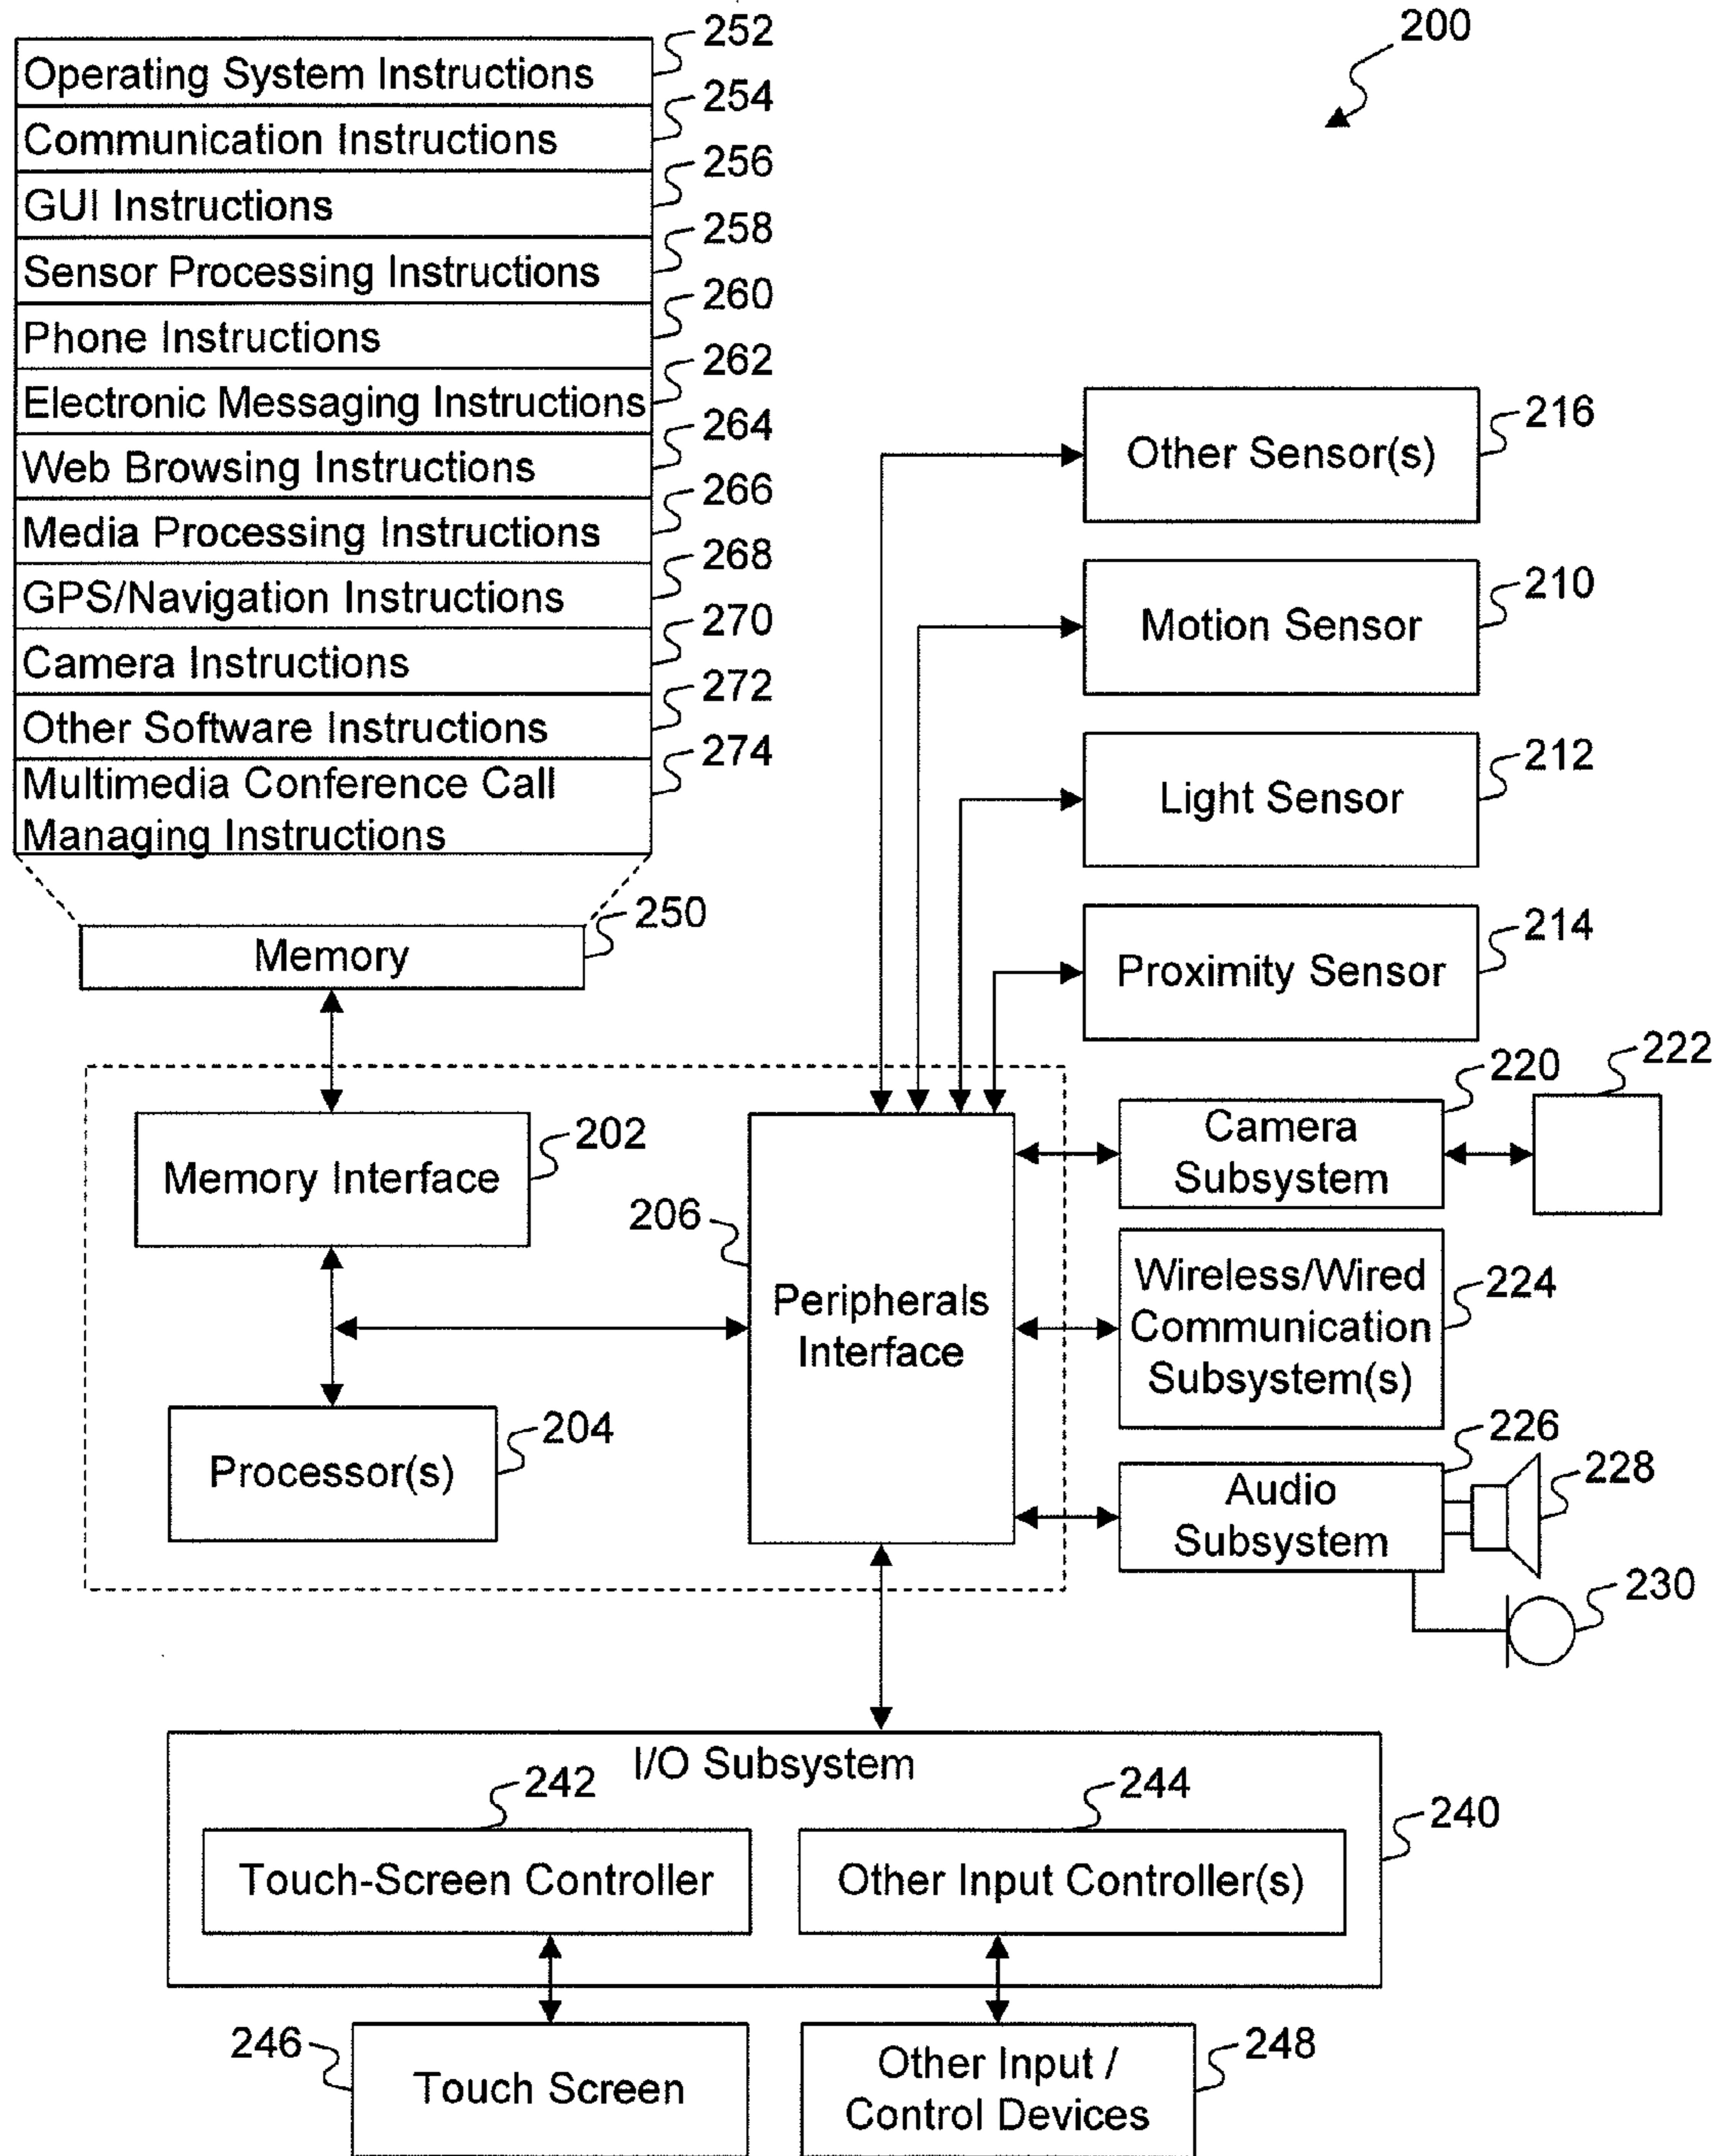 200
252
Operating System Instructions
254
Communication Instructions
256
GUI Instructions
258
Sensor Processing Instructions
260
Phone Instructions
262
Electronic Messaging Instructions
264
Web Browsing Instructions
266
Media Processing Instructions
268
GPS/Navigation Instructions
270
Camera Instructions
272
Other Software Instructions
274
Multimedia Conference Call
Managing Instructions
250
Memory
216
Other Sensor(s)
210
Motion Sensor
212
Light Sensor
214
Proximity Sensor
202
Memory Interface
204
Processor(s)
206
Peripherals
Interface
220
Camera
Subsystem
222
224
Wireless/Wired
Communication
Subsystem(s)
226
Audio
Subsystem
228
230
I/O Subsystem
240
242
Touch-Screen Controller
244
Other Input Controller(s)
246
Touch Screen
248
Other Input /
Control Devices